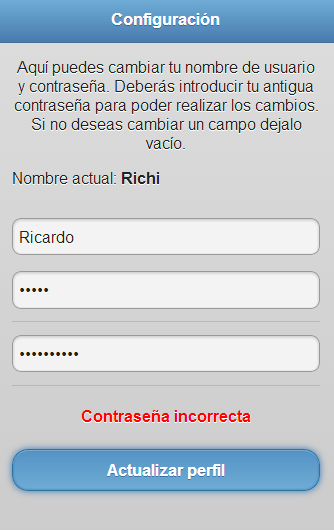 Configuración
Aquí puedes cambiar tu nombre de usuario
y contraseña. Deberás introducir tu antigua
contraseña para poder realizar los cambios.
Si no deseas cambiar un campo dejalo
vacío.
Nombre actual: Richi
Ricardo
•••••
••••••••••
Contraseña incorrecta
Actualizar perfil